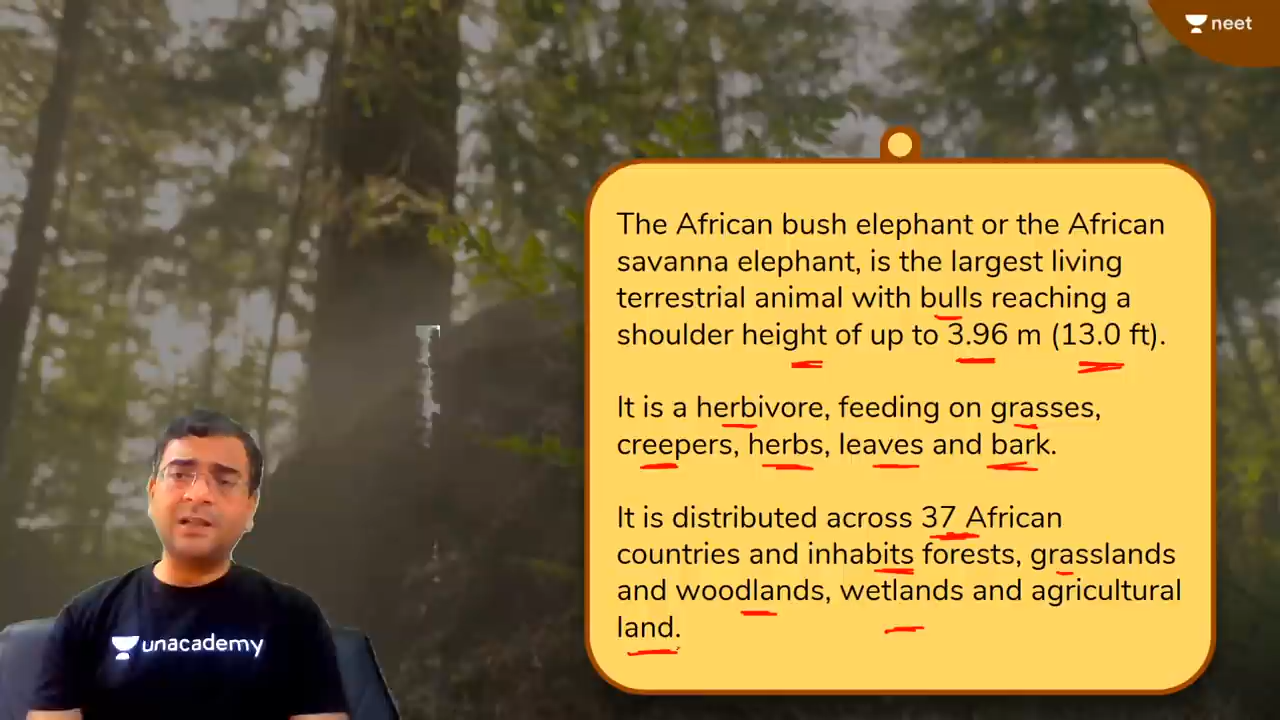 neet
The African bush elephant or the African
savanna elephant, is the largest living
terrestrial animal with bulls reaching a
shoulder height of up to 3.96 m (13.0 ft).
It is a herbivore, feeding on grasses,
creepers, herbs, leaves and bark.
It is distributed across 37 African
countries and inhabits forests, grasslands
and woodlands, wetlands and agricultural
land.
unacademy